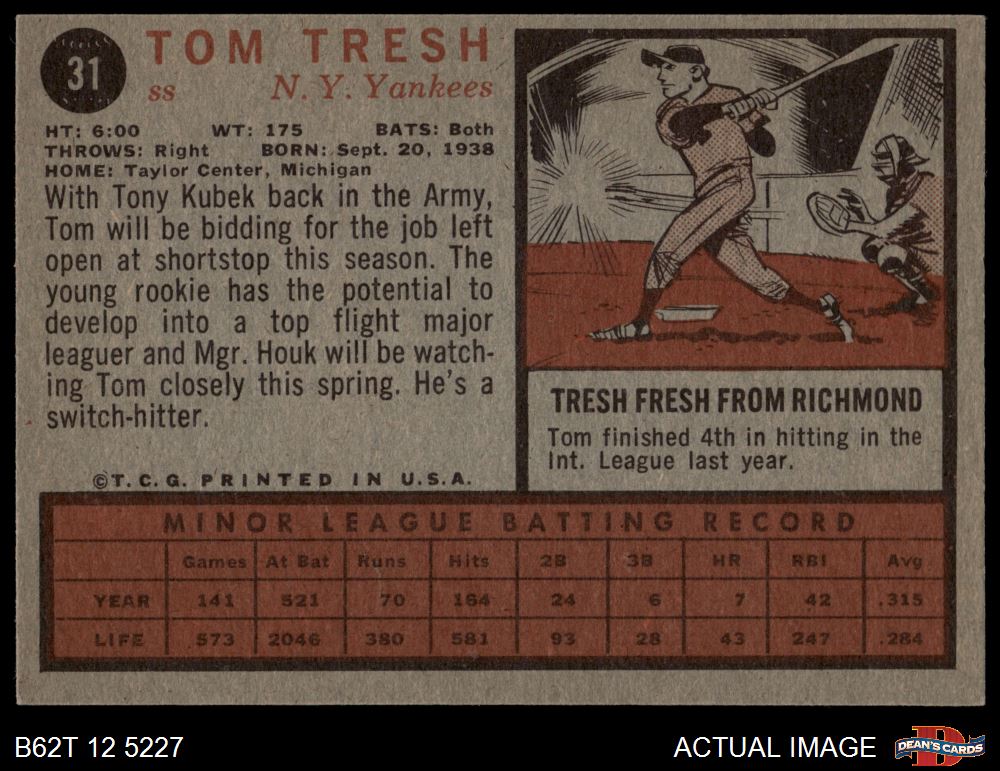 31
TOM TRESH
ss N. Y. Yankees
HT: 6:00 WT: 175 BATS: Both
THROWS: Right BORN: Sept. 20, 1938
HOME: Taylor Center, Michigan
With Tony Kubek back in the Army,
Tom will be bidding for the job left
open at shortstop this season. The
young rookie has the potential to
develop into a top flight major
leaguer and Mgr. Houk will be watch-
ing Tom closely this spring. He's a
switch-hitter.
©T. C. G. PRINTED IN U.S.A.
TRESH FRESH FROM RICHMOND
Tom finished 4th in hitting in the
Int. League last year.
MINOR LEAGUE BATTING RECORD
Games At Bat Runs Hits 2B 3B HR RBI Avg
YEAR 141 521 70 164 24 6 7 42 .315
LIFE 573 2046 380 581 93 28 43 247 .284
B62T 12 5227
ACTUAL IMAGE
DEAN'S CARDS